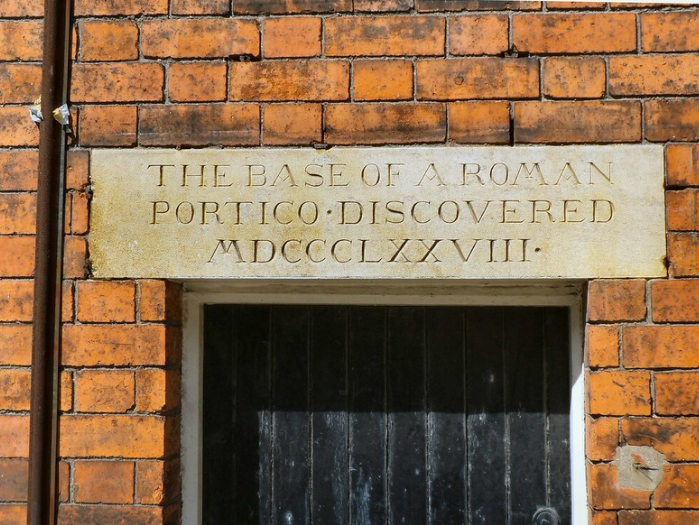 THE BASE OF A ROMAN
PORTICO·DISCOVERED
MDCCCLXXVIII·